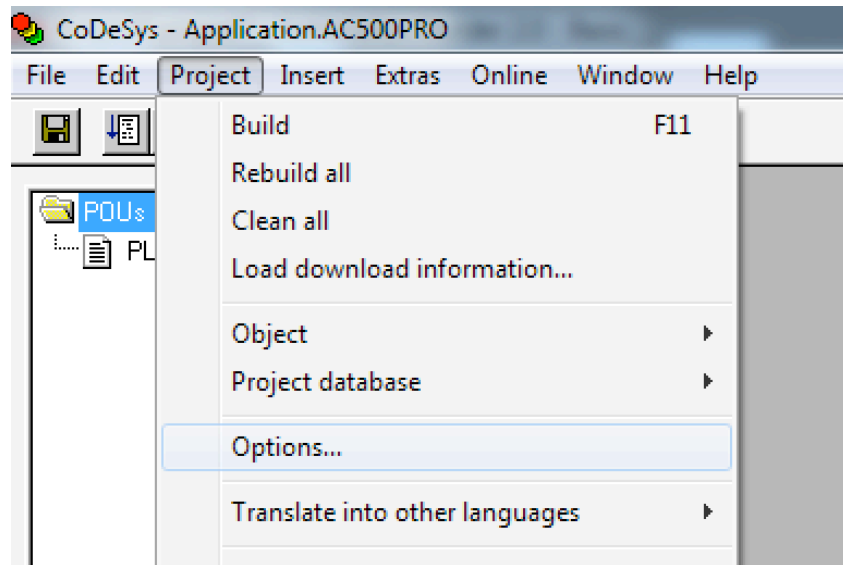 CoDeSys - Application.AC500PRO
File Edit Project Insert Extras Online Window Help
Build F11
Rebuild all
POUs
Clean all
PL
Load download information...
Object
Project database
Options...
Translate into other languages